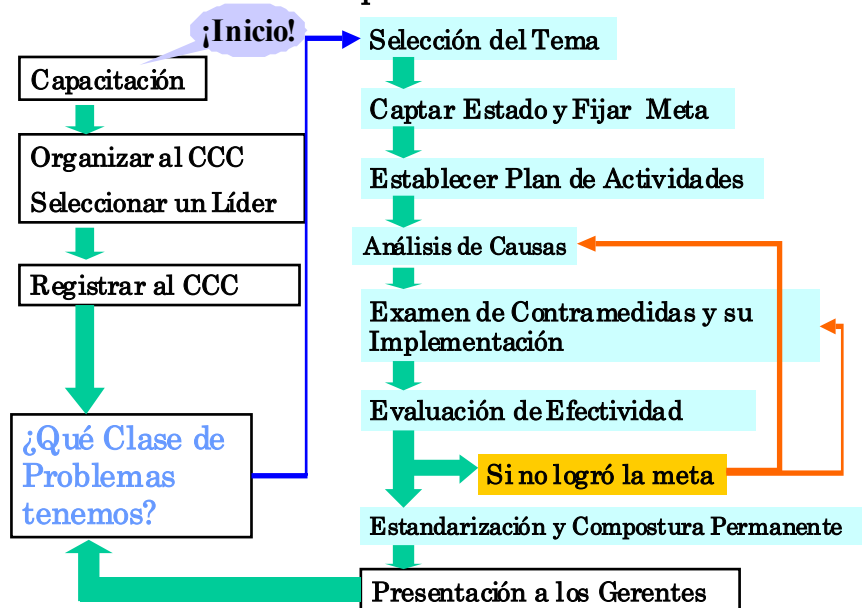 ¡Inicio!
Capacitación
Organizar al CCC
Seleccionar un Líder
Registrar al CCC
¿Qué Clase de
Problemas
tenemos?
Selección del Tema
Captar Estado y Fijar Meta
Establecer Plan de Actividades
Análisis de Causas
Examen de Contramedidas y su
Implementación
Evaluación de Efectividad
Si no logró la meta
Estandarización y Compostura Permanente
Presentación a los Gerentes